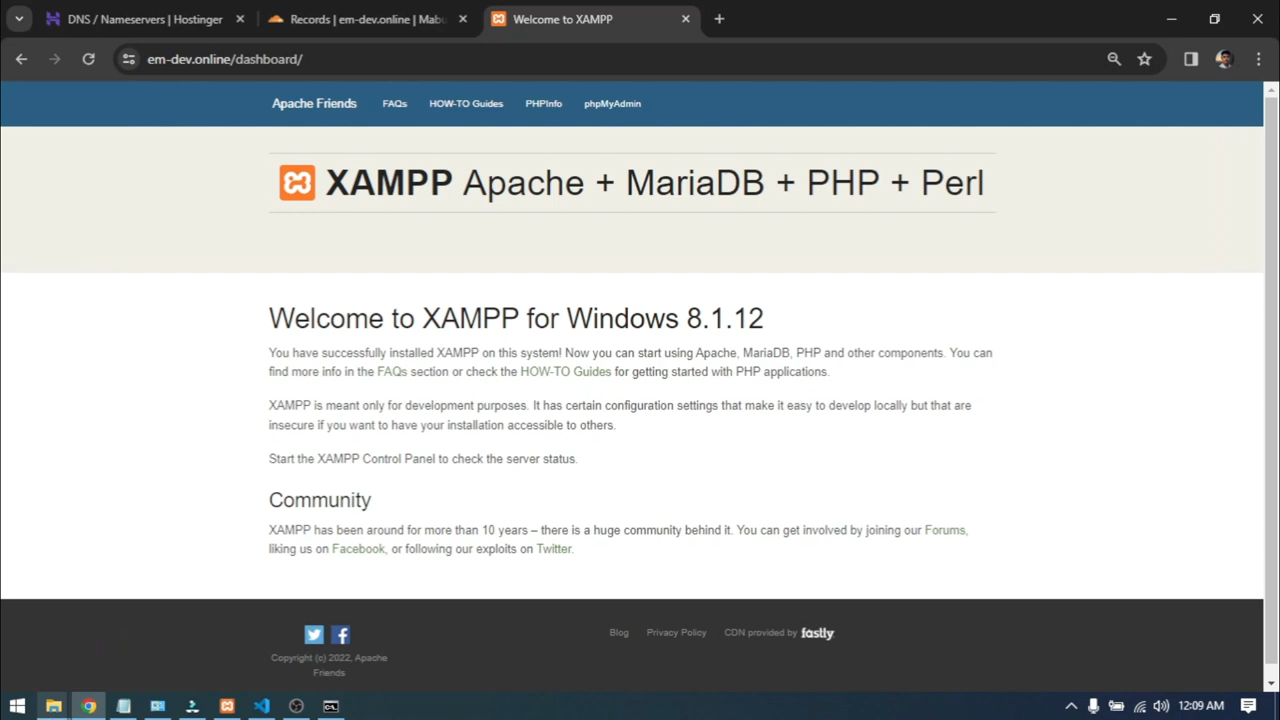 DNS / Nameservers | Hostinger
Records | em-dev.online | Mabu
Welcome to XAMPP
em-dev.online/dashboard/
Apache Friends FAQs HOW-TO Guides PHPInfo phpMyAdmin
XAMPP Apache + MariaDB + PHP + Perl
Welcome to XAMPP for Windows 8.1.12
You have successfully installed XAMPP on this system! Now you can start using Apache, MariaDB, PHP and other components. You can
find more info in the FAQs section or check the HOW-TO Guides for getting started with PHP applications.
XAMPP is meant only for development purposes. It has certain configuration settings that make it easy to develop locally but that are
insecure if you want to have your installation accessible to others.
Start the XAMPP Control Panel to check the server status.
Community
XAMPP has been around for more than 10 years – there is a huge community behind it. You can get involved by joining our Forums,
liking us on Facebook, or following our exploits on Twitter.
Blog Privacy Policy CDN provided by fastly
Copyright (c) 2022, Apache
Friends
12:09 AM